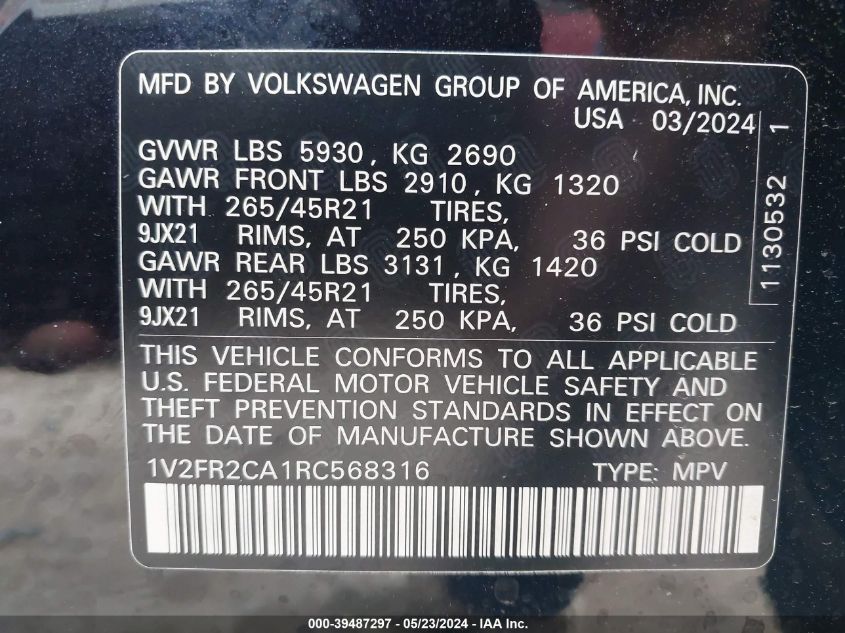 MFD BY VOLKSWAGEN GROUP OF AMERICA, INC.
USA 03/2024
GVWR LBS 5930, KG 2690
GAWR FRONT LBS 2910, KG 1320
WITH 265/45R21 TIRES,
9JX21 RIMS, AT 250 KPA, 36 PSI COLD
GAWR REAR LBS 3131, KG 1420
WITH 265/45R21 TIRES,
9JX21 RIMS, AT 250 KPA, 36 PSI COLD
1130532 1
THIS VEHICLE CONFORMS TO ALL APPLICABLE
U.S. FEDERAL MOTOR VEHICLE SAFETY AND
THEFT PREVENTION STANDARDS IN EFFECT ON
THE DATE OF MANUFACTURE SHOWN ABOVE.
1V2FR2CA1RC568316 TYPE: MPV
000-39487297 - 05/23/2024 - IAA Inc.